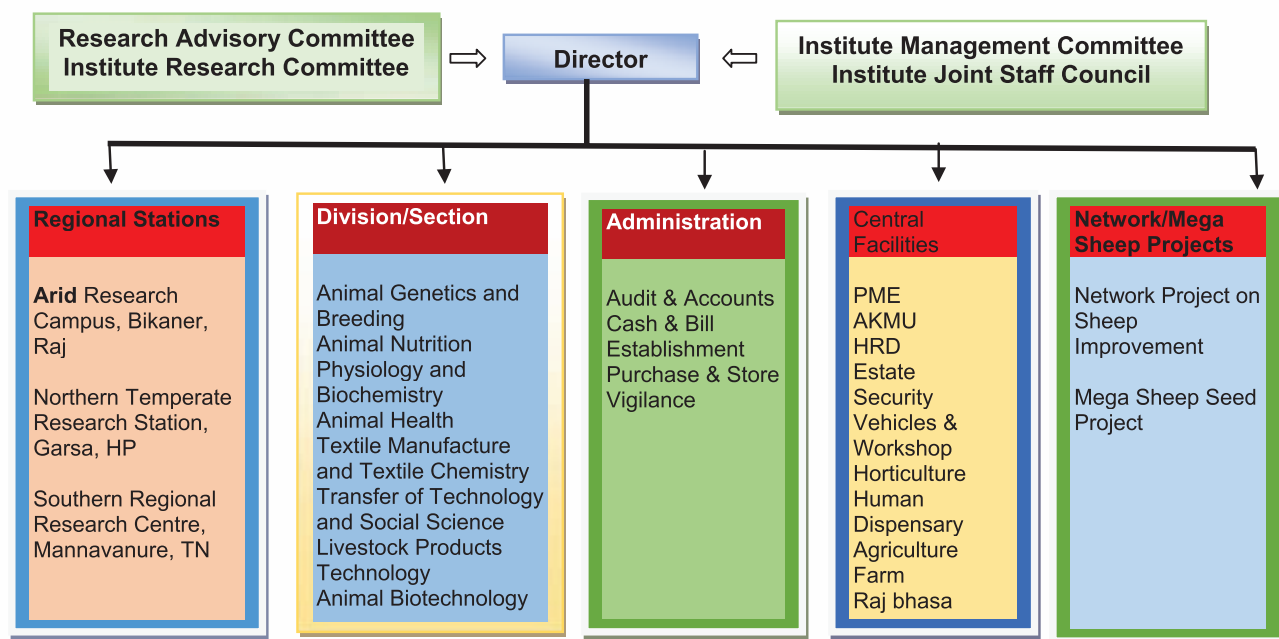 Research Advisory Committee
Institute Research Committee
Director
Institute Management Committee
Institute Joint Staff Council
Regional Stations
Arid Research
Campus, Bikaner,
Raj
Northern Temperate
Research Station,
Garsa, HP
Southern Regional
Research Centre,
Mannavanure, TN
Division/Section
Animal Genetics and
Breeding
Animal Nutrition
Physiology and
Biochemistry
Animal Health
Textile Manufacture
and Textile Chemistry
Transfer of Technology
and Social Science
Livestock Products
Technology
Animal Biotechnology
Administration
Audit & Accounts
Cash & Bill
Establishment
Purchase & Store
Vigilance
Central
Facilities
PME
AKMU
HRD
Estate
Security
Vehicles &
Workshop
Horticulture
Human
Dispensary
Agriculture
Farm
Raj bhasa
Network/Mega
Sheep Projects
Network Project on
Sheep
Improvement
Mega Sheep Seed
Project